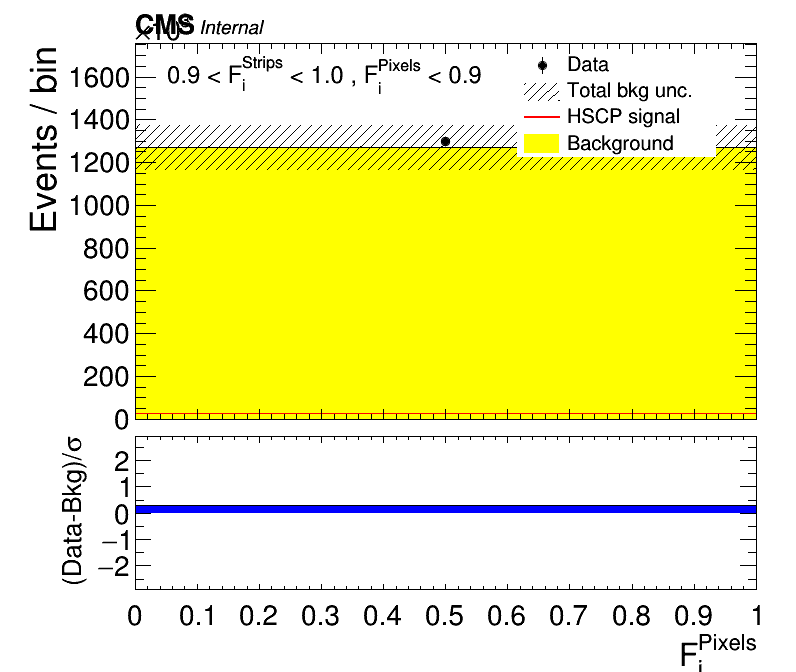 CMS Internal
×10³
0.9 < F_i^Strips < 1.0 , F_i^Pixels < 0.9
Data
Total bkg unc.
HSCP signal
Background
Events / bin
1600
1400
1200
1000
800
600
400
200
0
(Data-Bkg)/σ
2
1
0
−1
−2
0 0.1 0.2 0.3 0.4 0.5 0.6 0.7 0.8 0.9 1
F_i^Pixels